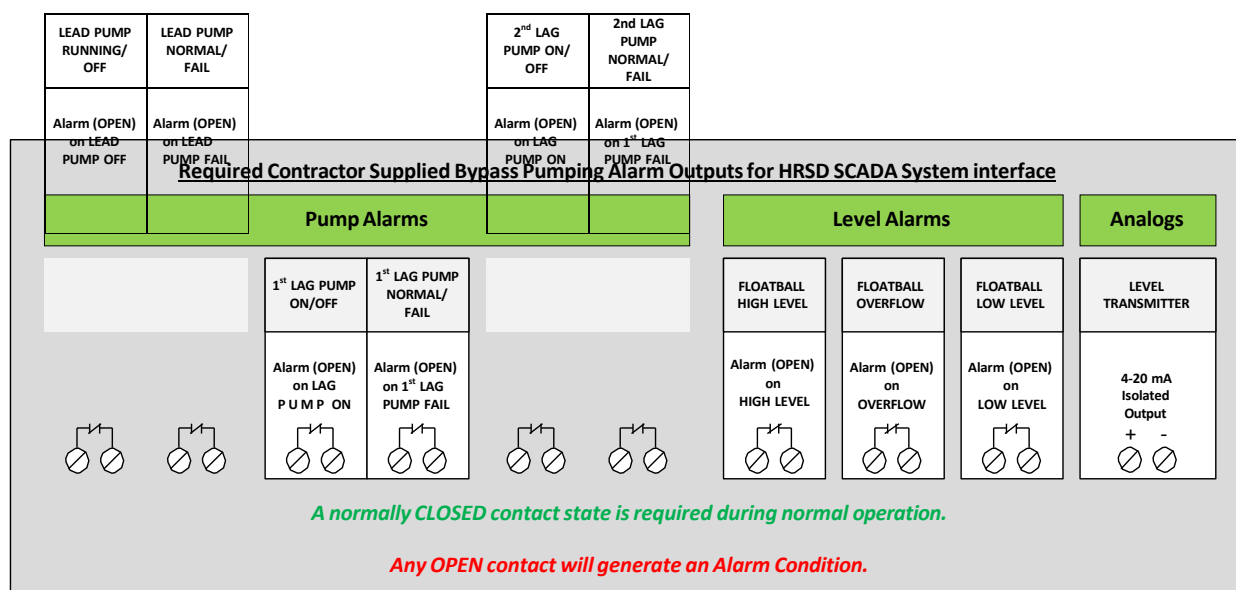 LEAD PUMP
RUNNING/
OFF
LEAD PUMP
NORMAL/
FAIL
2nd LAG
PUMP ON/
OFF
2nd LAG
PUMP
NORMAL/
FAIL
Alarm (OPEN)
on LEAD
PUMP OFF
Alarm (OPEN)
on LEAD
PUMP FAIL
Alarm (OPEN)
on LAG
PUMP ON
Alarm (OPEN)
on 1st LAG
PUMP FAIL
Required Contractor Supplied Bypass Pumping Alarm Outputs for HRSD SCADA System interface
Pump Alarms
Level Alarms
Analogs
1st LAG PUMP
ON/OFF
1st LAG PUMP
NORMAL/
FAIL
FLOATBALL
HIGH LEVEL
FLOATBALL
OVERFLOW
FLOATBALL
LOW LEVEL
LEVEL
TRANSMITTER
Alarm (OPEN)
on LAG
P U M P ON
Alarm (OPEN)
on 1st LAG
PUMP FAIL
Alarm (OPEN)
on
HIGH LEVEL
Alarm (OPEN)
on
OVERFLOW
Alarm (OPEN)
on
LOW LEVEL
4-20 mA
Isolated
Output
+ -
A normally CLOSED contact state is required during normal operation.
Any OPEN contact will generate an Alarm Condition.